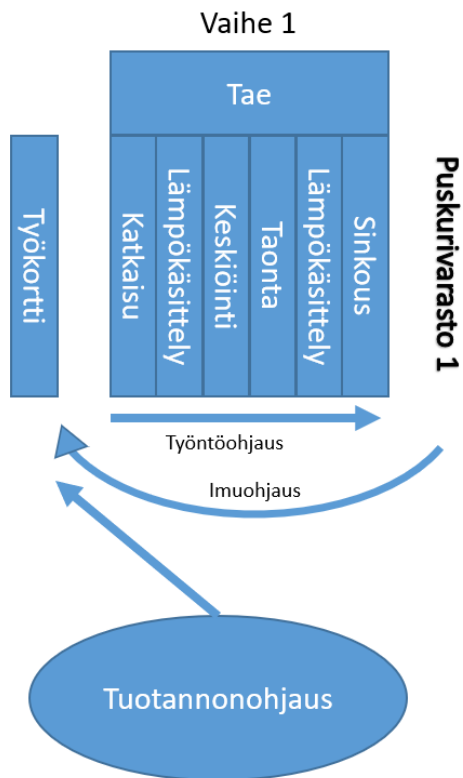 Vaihe 1
Tae
Työkortti
Katkaisu
Lämpökäsittely
Keskiöinti
Taonta
Lämpökäsittely
Sinkous
Puskurivarasto 1
Työntöohjaus
Imuohjaus
Tuotannonohjaus